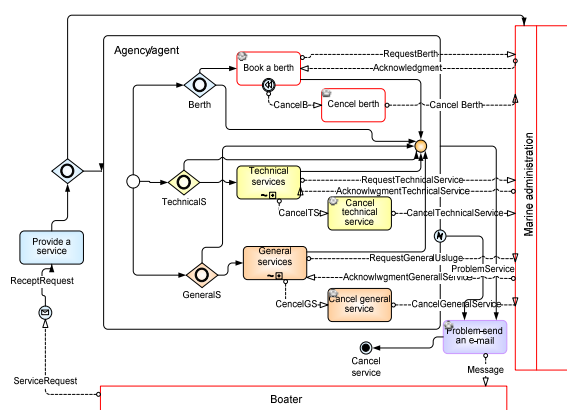 Agency/agent
RequestBerth
Book a berth
Acknowledgment
Berth
CancelB
Cencel berth
Cancel Berth
Technical
services
RequestTechnicalService
AcknowlwgmentTechnicalService
TechnicalS
CancelTS
Cancel
technical
service
CancelTechnicalService
Marine administration
Provide a
service
General
services
RequestGeneralUsluge
ProblemService
AcknowlwgmentGeneralService
ReceptRequest
GeneralS
CencelGS
Cancel general
service
CancelGeneralService
Problem-send
an e-mail
Cancel
service
Message
ServiceRequest
Boater